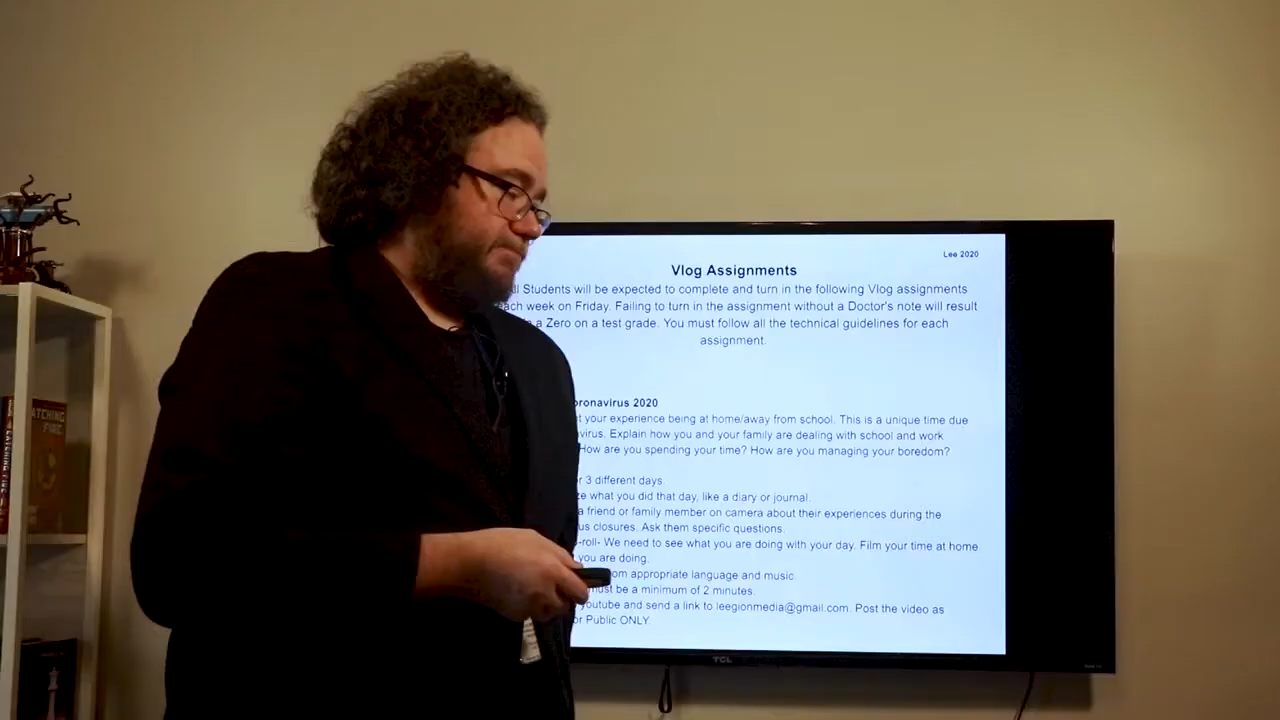 Lee 2020
Vlog Assignments
Students will be expected to complete and turn in the following Vlog assignments
each week on Friday. Failing to turn in the assignment without a Doctor's note will result
a Zero on a test grade. You must follow all the technical guidelines for each
assignment.
2020
your experience being at home/away from school. This is a unique time due
Explain how you and your family are dealing with school and work
How are you spending your time? How are you managing your boredom?
3 different days.
what you did that day, like a diary or journal.
a friend or family member on camera about their experiences during the
closures. Ask them specific questions.
We need to see what you are doing with your day. Film your time at home
you are doing.
appropriate language and music.
must be a minimum of 2 minutes.
youtube and send a link to leegionmedia@gmail.com. Post the video as
or Public ONLY.
TCL
CATCHING
FIRE